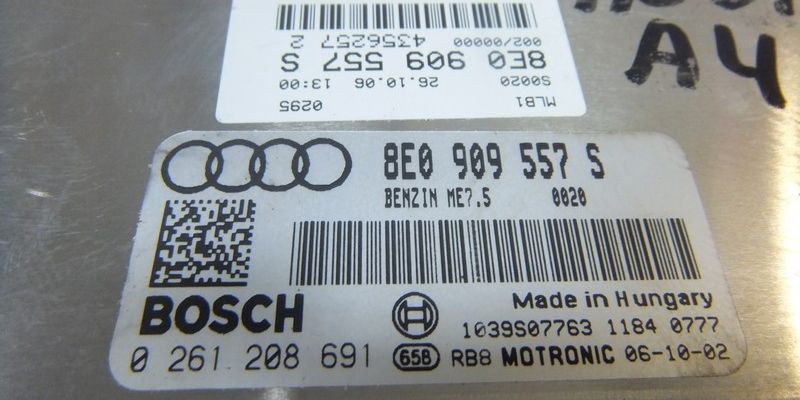 A4
MLB1 0295
S0020 26.10.06 13:00
8E0 909 557 S
002/00000
4356257 2
8E0 909 557 S
BENZIN ME7.5 0020
BOSCH
Made in Hungary
1039S07763 1184 0777
0 261 208 691 658 RB8 MOTRONIC 06-10-02